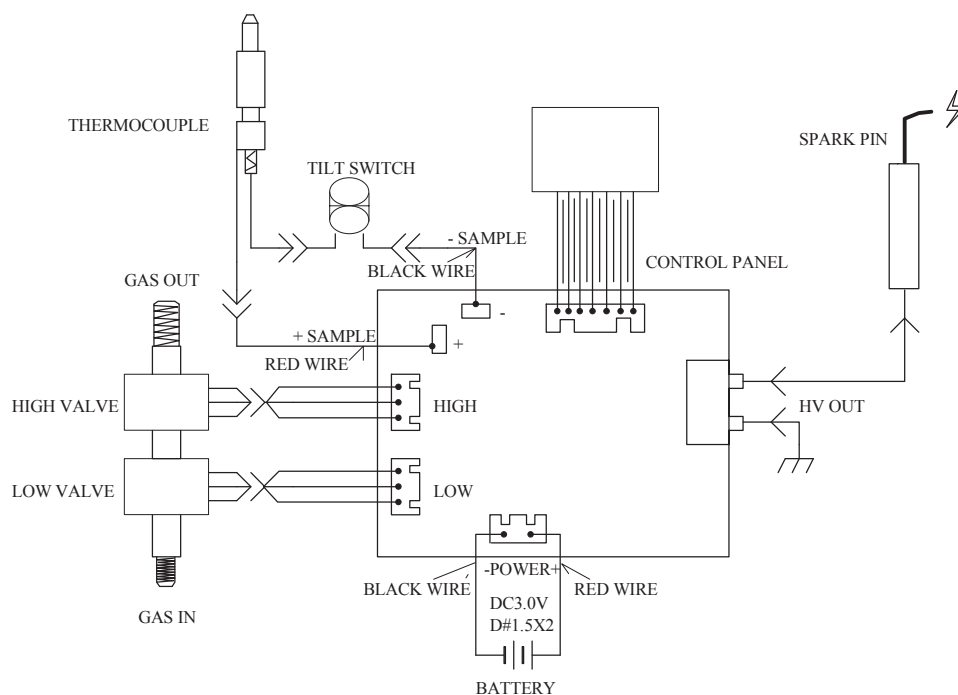 THERMOCOUPLE
SPARK PIN
TILT SWITCH
- SAMPLE
BLACK WIRE
CONTROL PANEL
GAS OUT
-
+ SAMPLE
+
RED WIRE
HIGH VALVE
HIGH
HV OUT
LOW VALVE
LOW
BLACK WIRE
-POWER+
RED WIRE
DC3.0V
D#1.5X2
GAS IN
BATTERY